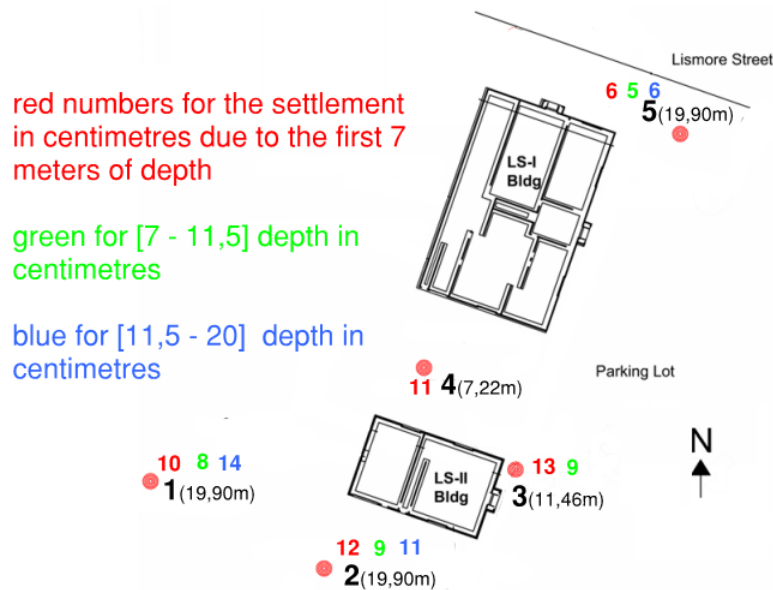 Lismore Street
6 5 6
5(19,90m)
red numbers for the settlement
in centimetres due to the first 7
meters of depth
LS-I
Bldg
green for [7 - 11,5] depth in
centimetres
blue for [11,5 - 20] depth in
centimetres
Parking Lot
11 4(7,22m)
N
10 8 14
1(19,90m)
LS-II
Bldg
13 9
3(11,46m)
12 9 11
2(19,90m)